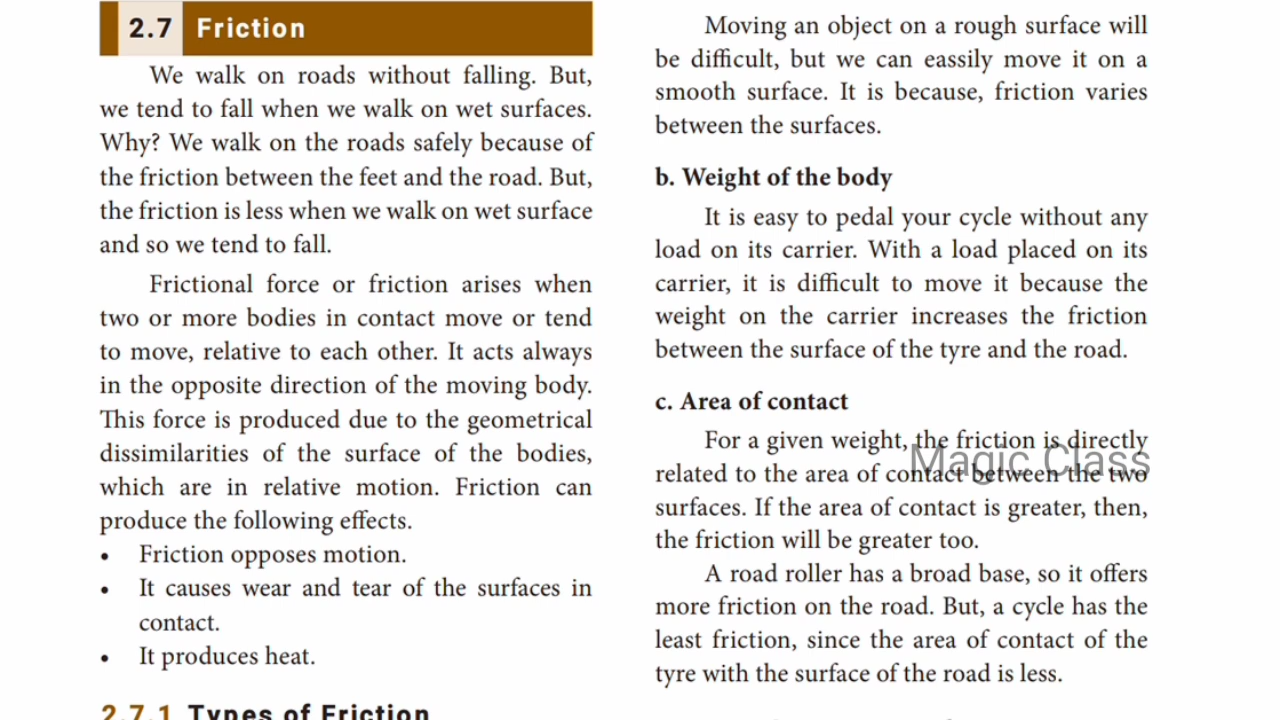 2.7 Friction
We walk on roads without falling. But,
we tend to fall when we walk on wet surfaces.
Why? We walk on the roads safely because of
the friction between the feet and the road. But,
the friction is less when we walk on wet surface
and so we tend to fall.
Frictional force or friction arises when
two or more bodies in contact move or tend
to move, relative to each other. It acts always
in the opposite direction of the moving body.
This force is produced due to the geometrical
dissimilarities of the surface of the bodies,
which are in relative motion. Friction can
produce the following effects.
• Friction opposes motion.
• It causes wear and tear of the surfaces in
contact.
• It produces heat.
2.7.1 Types of Friction
Moving an object on a rough surface will
be difficult, but we can eassily move it on a
smooth surface. It is because, friction varies
between the surfaces.
b. Weight of the body
It is easy to pedal your cycle without any
load on its carrier. With a load placed on its
carrier, it is difficult to move it because the
weight on the carrier increases the friction
between the surface of the tyre and the road.
c. Area of contact
For a given weight, the friction is directly
related to the area of contact between the two
surfaces. If the area of contact is greater, then,
the friction will be greater too.
A road roller has a broad base, so it offers
more friction on the road. But, a cycle has the
least friction, since the area of contact of the
tyre with the surface of the road is less.
Magic Class